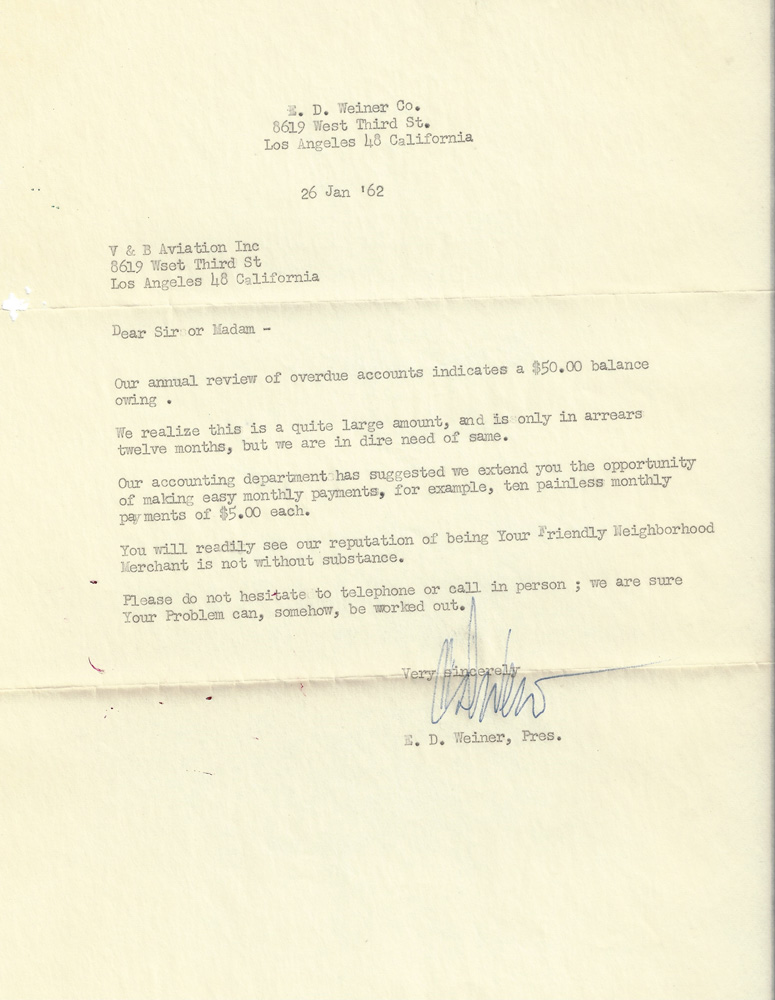 E. D. Weiner Co.
8619 West Third St.
Los Angeles 48 California
26 Jan '62
V & B Aviation Inc
8619 Wset Third St
Los Angeles 48 California
Dear Sir or Madam -
Our annual review of overdue accounts indicates a $50.00 balance
owing .
We realize this is a quite large amount, and is only in arrears
twelve months, but we are in dire need of same.
Our accounting department has suggested we extend you the opportunity
of making easy monthly payments, for example, ten painless monthly
payments of $5.00 each.
You will readily see our reputation of being Your Friendly Neighborhood
Merchant is not without substance.
Please do not hesitate to telephone or call in person ; we are sure
Your Problem can, somehow, be worked out.
Very sincerely
E. D. Weiner, Pres.